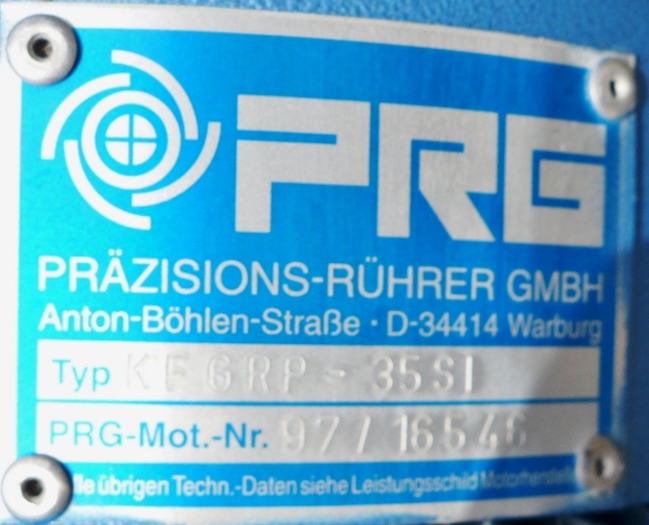 PRG
PRÄZISIONS-RÜHRER GMBH
Anton-Böhlen-Straße · D-34414 Warburg
Typ KFGRP-35SI
PRG-Mot.-Nr. 97/16546
übrigen Techn.-Daten siehe Leistungsschild